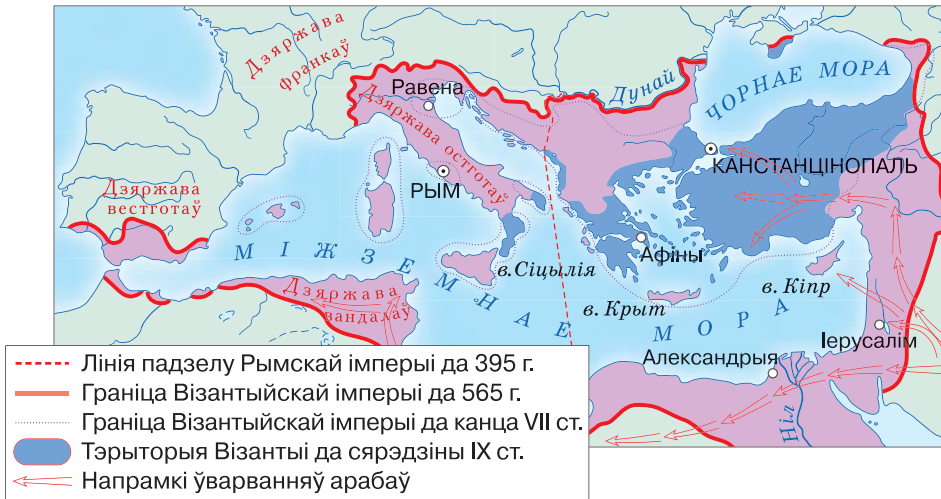 Дзяржава
франкаў
Равена
Дзяржава остготаў
Дунай
ЧОРНАЕ МОРА
КАНСТАНЦІНОПАЛЬ
РЫМ
Дзяржава
вестготаў
МІЖЗЕМНАЕ МОРА
Афіны
в.Сіцылія
в. Крыт
в. Кіпр
Дзяржава
вандалаў
Александрыя
Іерусалім
Ніл
Лінія падзелу Рымскай імперыі да 395 г.
Граніца Візантыйскай імперыі да 565 г.
Граніца Візантыйскай імперыі да канца VII ст.
Тэрыторыя Візантыі да сярэдзіны IX ст.
Напрамкі ўварванняў арабаў